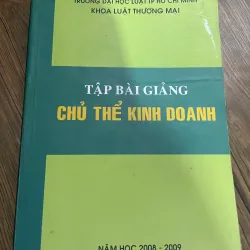 TRƯỜNG ĐẠI HỌC LUẬT TP HỒ CHÍ MINH
KHOA LUẬT THƯƠNG MẠI
TẬP BÀI GIẢNG
CHỦ THỂ KINH DOANH
NĂM HỌC 2008 - 2009